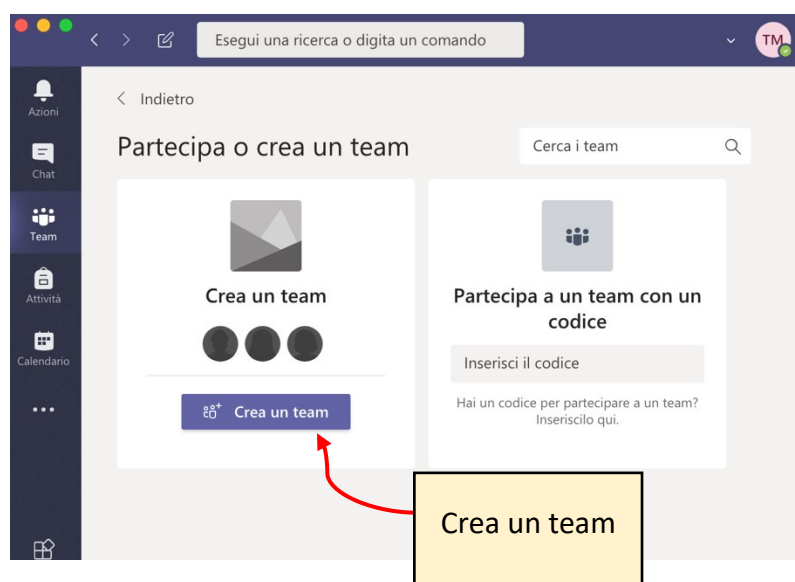 Esegui una ricerca o digita un comando
TM
Azioni
Chat
Team
Attività
Calendario
Indietro
Partecipa o crea un team
Cerca i team
Crea un team
Crea un team
Partecipa a un team con un
codice
Inserisci il codice
Hai un codice per partecipare a un team?
Inseriscilo qui.
Crea un team